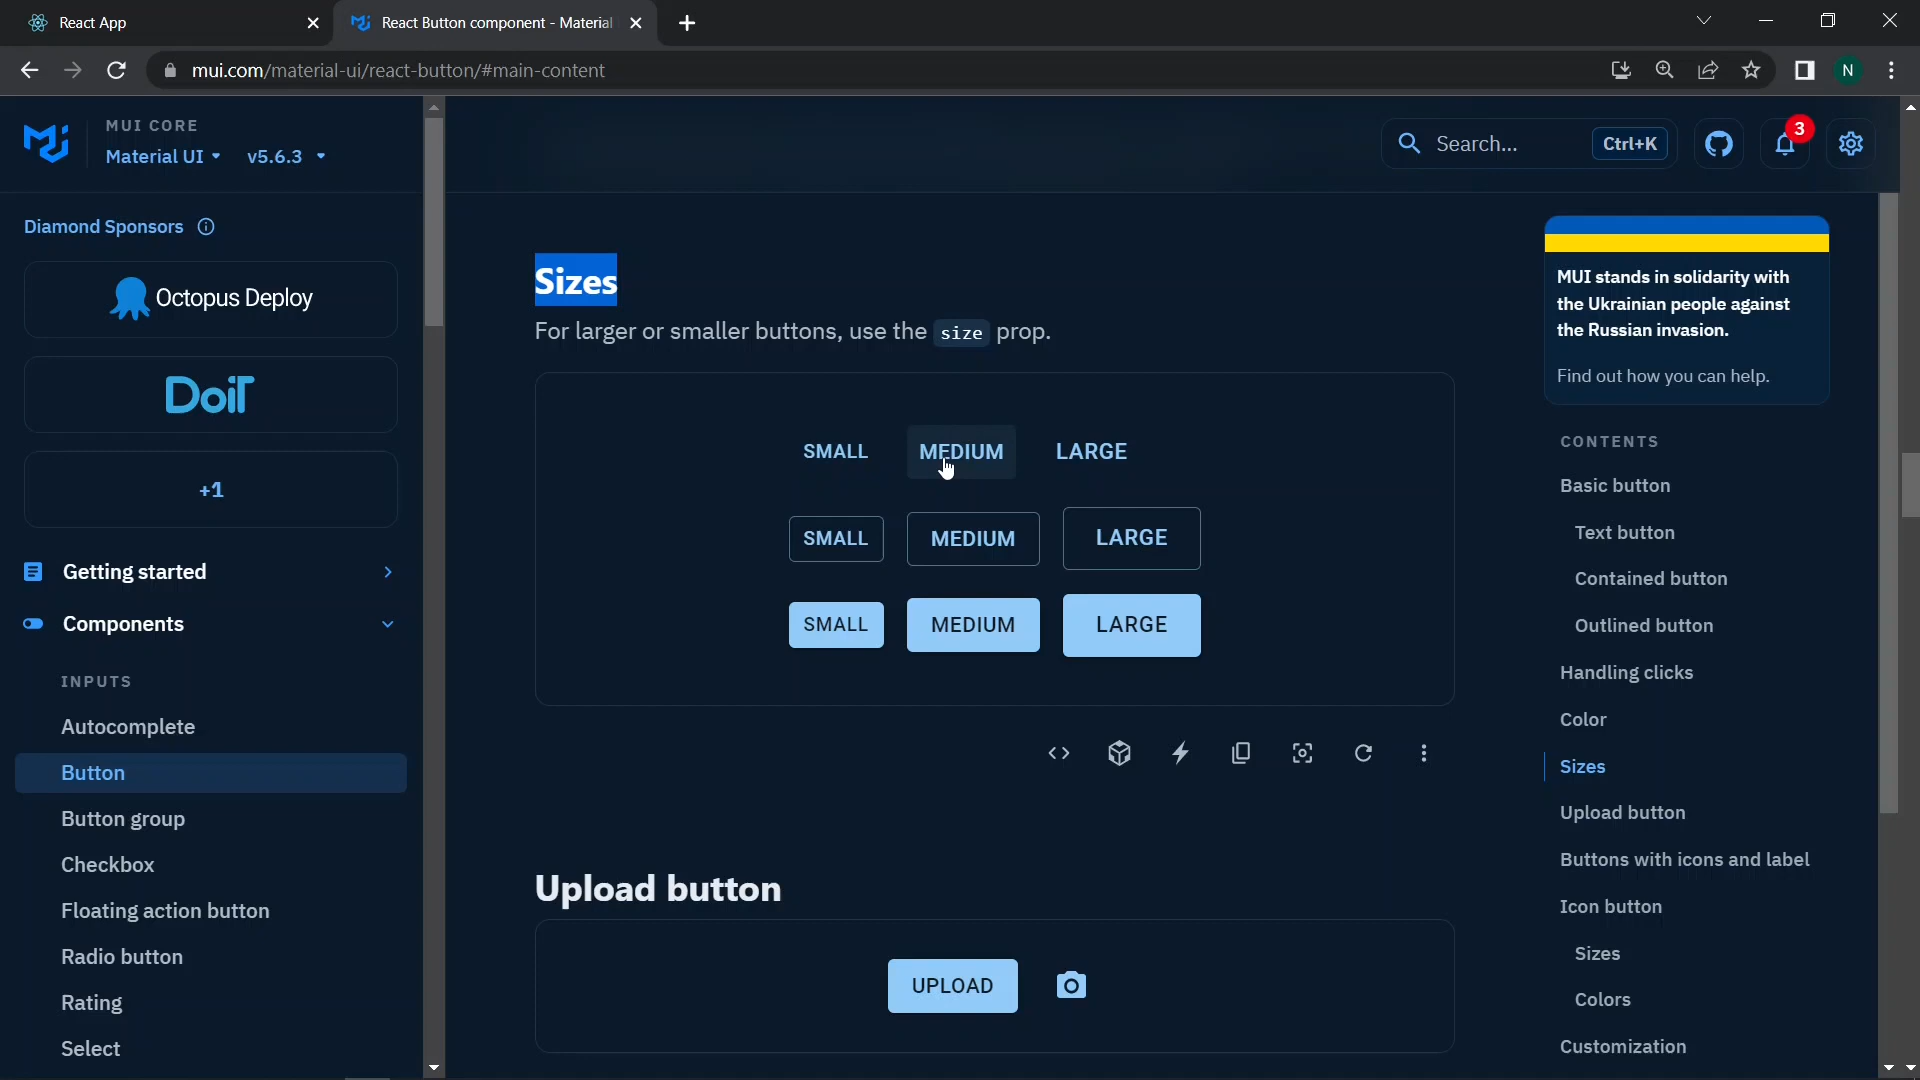 React App
React Button component - Material
mui.com/material-ui/react-button/#main-content
N
MUI CORE
Material UI
v5.6.3
Search...
Ctrl+K
3
Diamond Sponsors
Octopus Deploy
DoiT
+1
Getting started
Components
INPUTS
Autocomplete
Button
Button group
Checkbox
Floating action button
Radio button
Rating
Select
Sizes
For larger or smaller buttons, use the size prop.
SMALL MEDIUM LARGE
SMALL MEDIUM LARGE
SMALL MEDIUM LARGE
Upload button
UPLOAD
MUI stands in solidarity with
the Ukrainian people against
the Russian invasion.
Find out how you can help.
CONTENTS
Basic button
Text button
Contained button
Outlined button
Handling clicks
Color
Sizes
Upload button
Buttons with icons and label
Icon button
Sizes
Colors
Customization